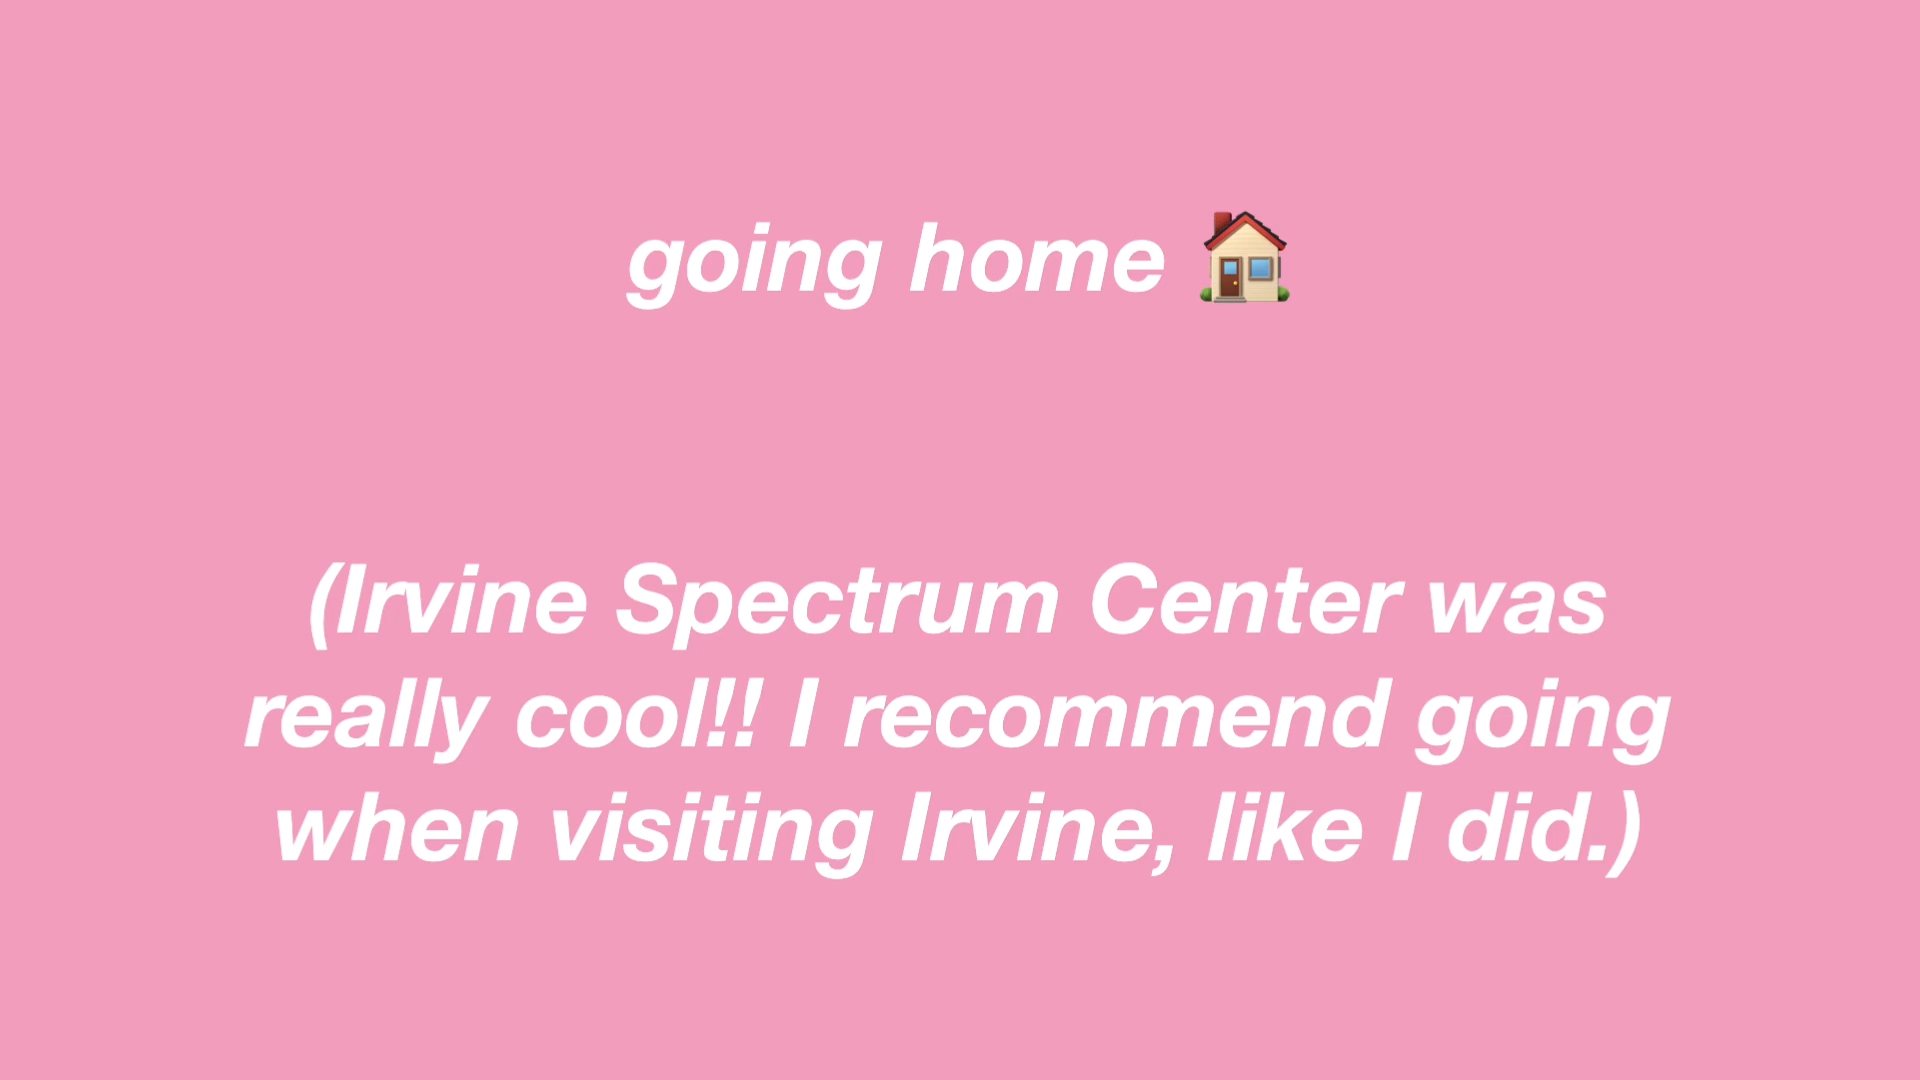 going home 🏠
(Irvine Spectrum Center was
really cool!! I recommend going
when visiting Irvine, like I did.)